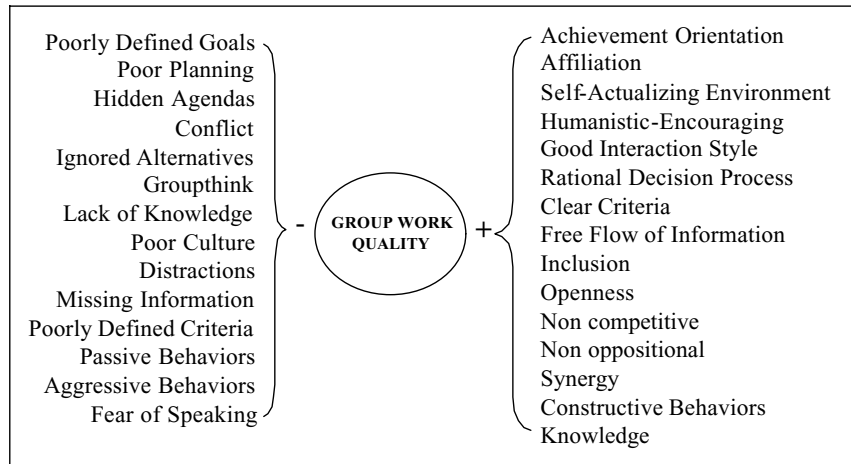 Poorly Defined Goals
Poor Planning
Hidden Agendas
Conflict
Ignored Alternatives
Groupthink
Lack of Knowledge
Poor Culture
Distractions
Missing Information
Poorly Defined Criteria
Passive Behaviors
Aggressive Behaviors
Fear of Speaking
-
GROUP WORK
QUALITY
+
Achievement Orientation
Affiliation
Self-Actualizing Environment
Humanistic-Encouraging
Good Interaction Style
Rational Decision Process
Clear Criteria
Free Flow of Information
Inclusion
Openness
Non competitive
Non oppositional
Synergy
Constructive Behaviors
Knowledge